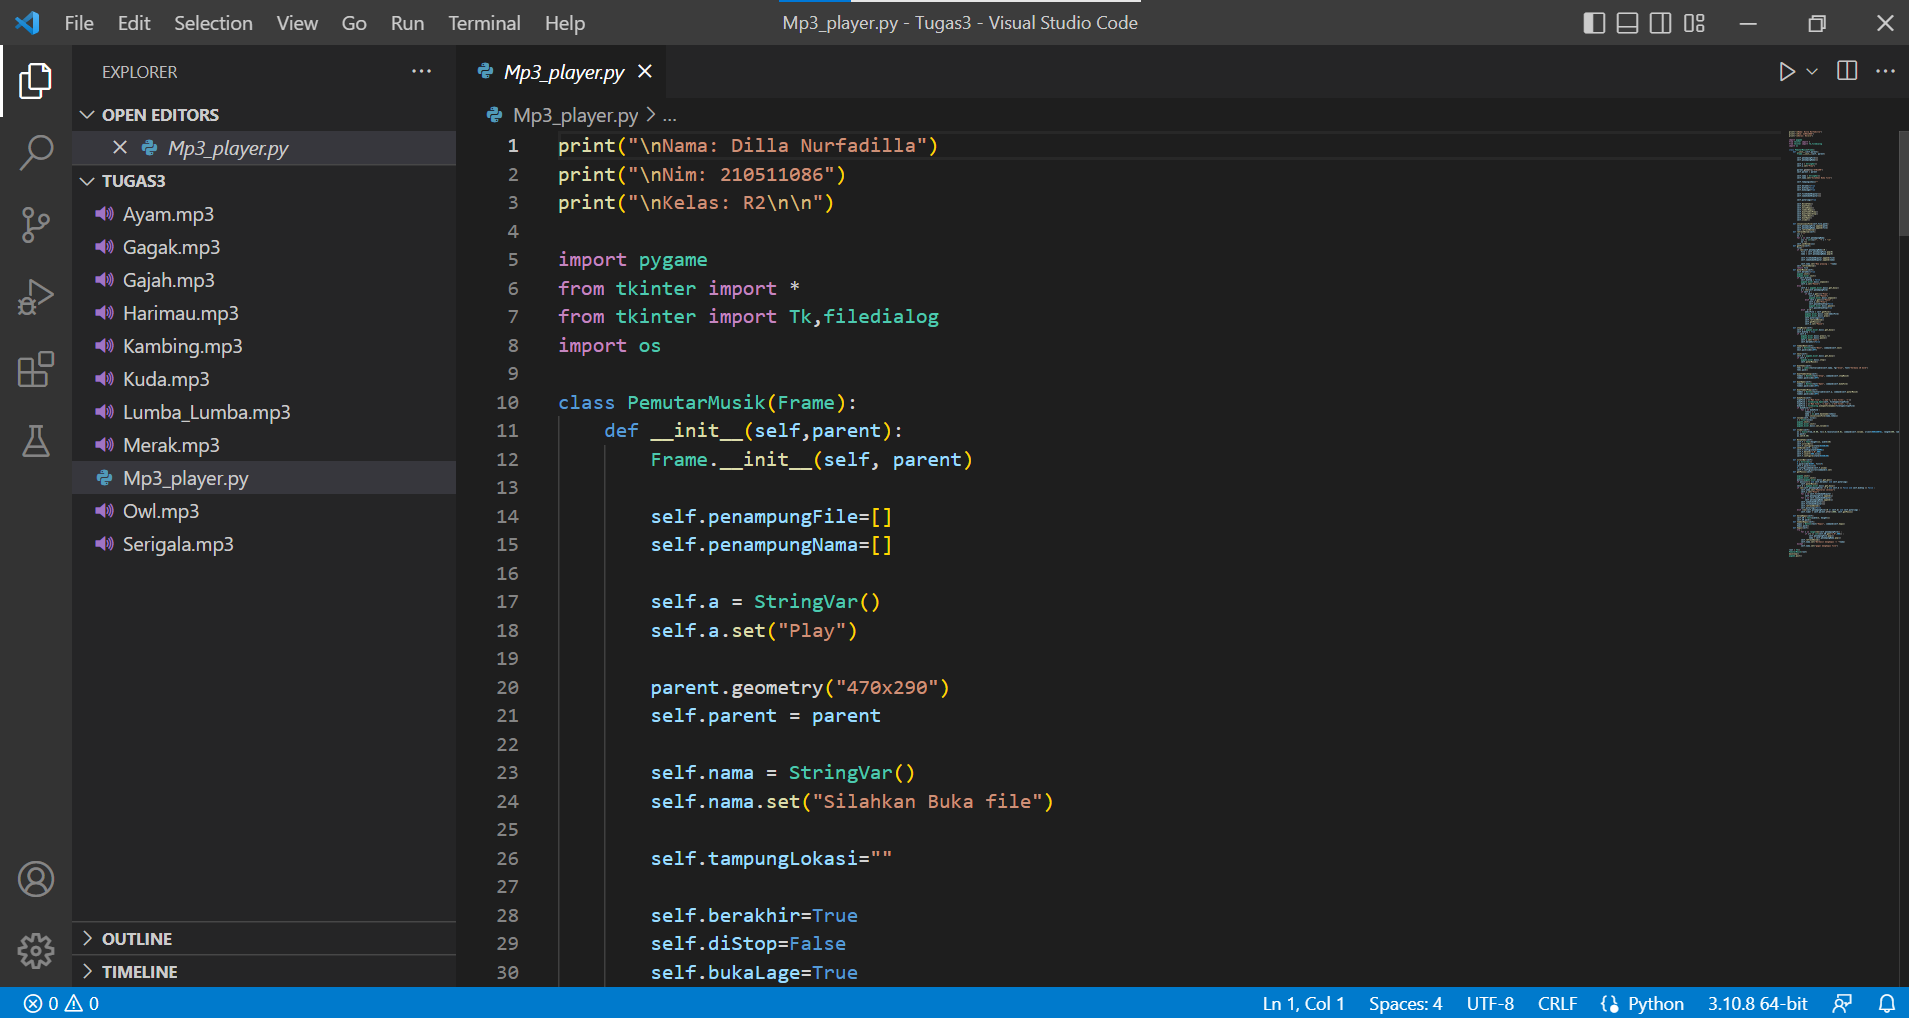 File Edit Selection View Go Run Terminal Help
Mp3_player.py - Tugas3 - Visual Studio Code
EXPLORER
OPEN EDITORS
Mp3_player.py
TUGAS3
Ayam.mp3
Gagak.mp3
Gajah.mp3
Harimau.mp3
Kambing.mp3
Kuda.mp3
Lumba_Lumba.mp3
Merak.mp3
Mp3_player.py
Owl.mp3
Serigala.mp3
OUTLINE
TIMELINE
Mp3_player.py
Mp3_player.py > ...
1 print("\nNama: Dilla Nurfadilla")
2 print("\nNim: 210511086")
3 print("\nKelas: R2\n\n")
4
5 import pygame
6 from tkinter import *
7 from tkinter import Tk,filedialog
8 import os
9
10 class PemutarMusik(Frame):
11     def __init__(self,parent):
12         Frame.__init__(self, parent)
13
14         self.penampungFile=[]
15         self.penampungNama=[]
16
17         self.a = StringVar()
18         self.a.set("Play")
19
20         parent.geometry("470x290")
21         self.parent = parent
22
23         self.nama = StringVar()
24         self.nama.set("Silahkan Buka file")
25
26         self.tampungLokasi=""
27
28         self.berakhir=True
29         self.diStop=False
30         self.bukaLage=True
0 0
Ln 1, Col 1 Spaces: 4 UTF-8 CRLF Python 3.10.8 64-bit